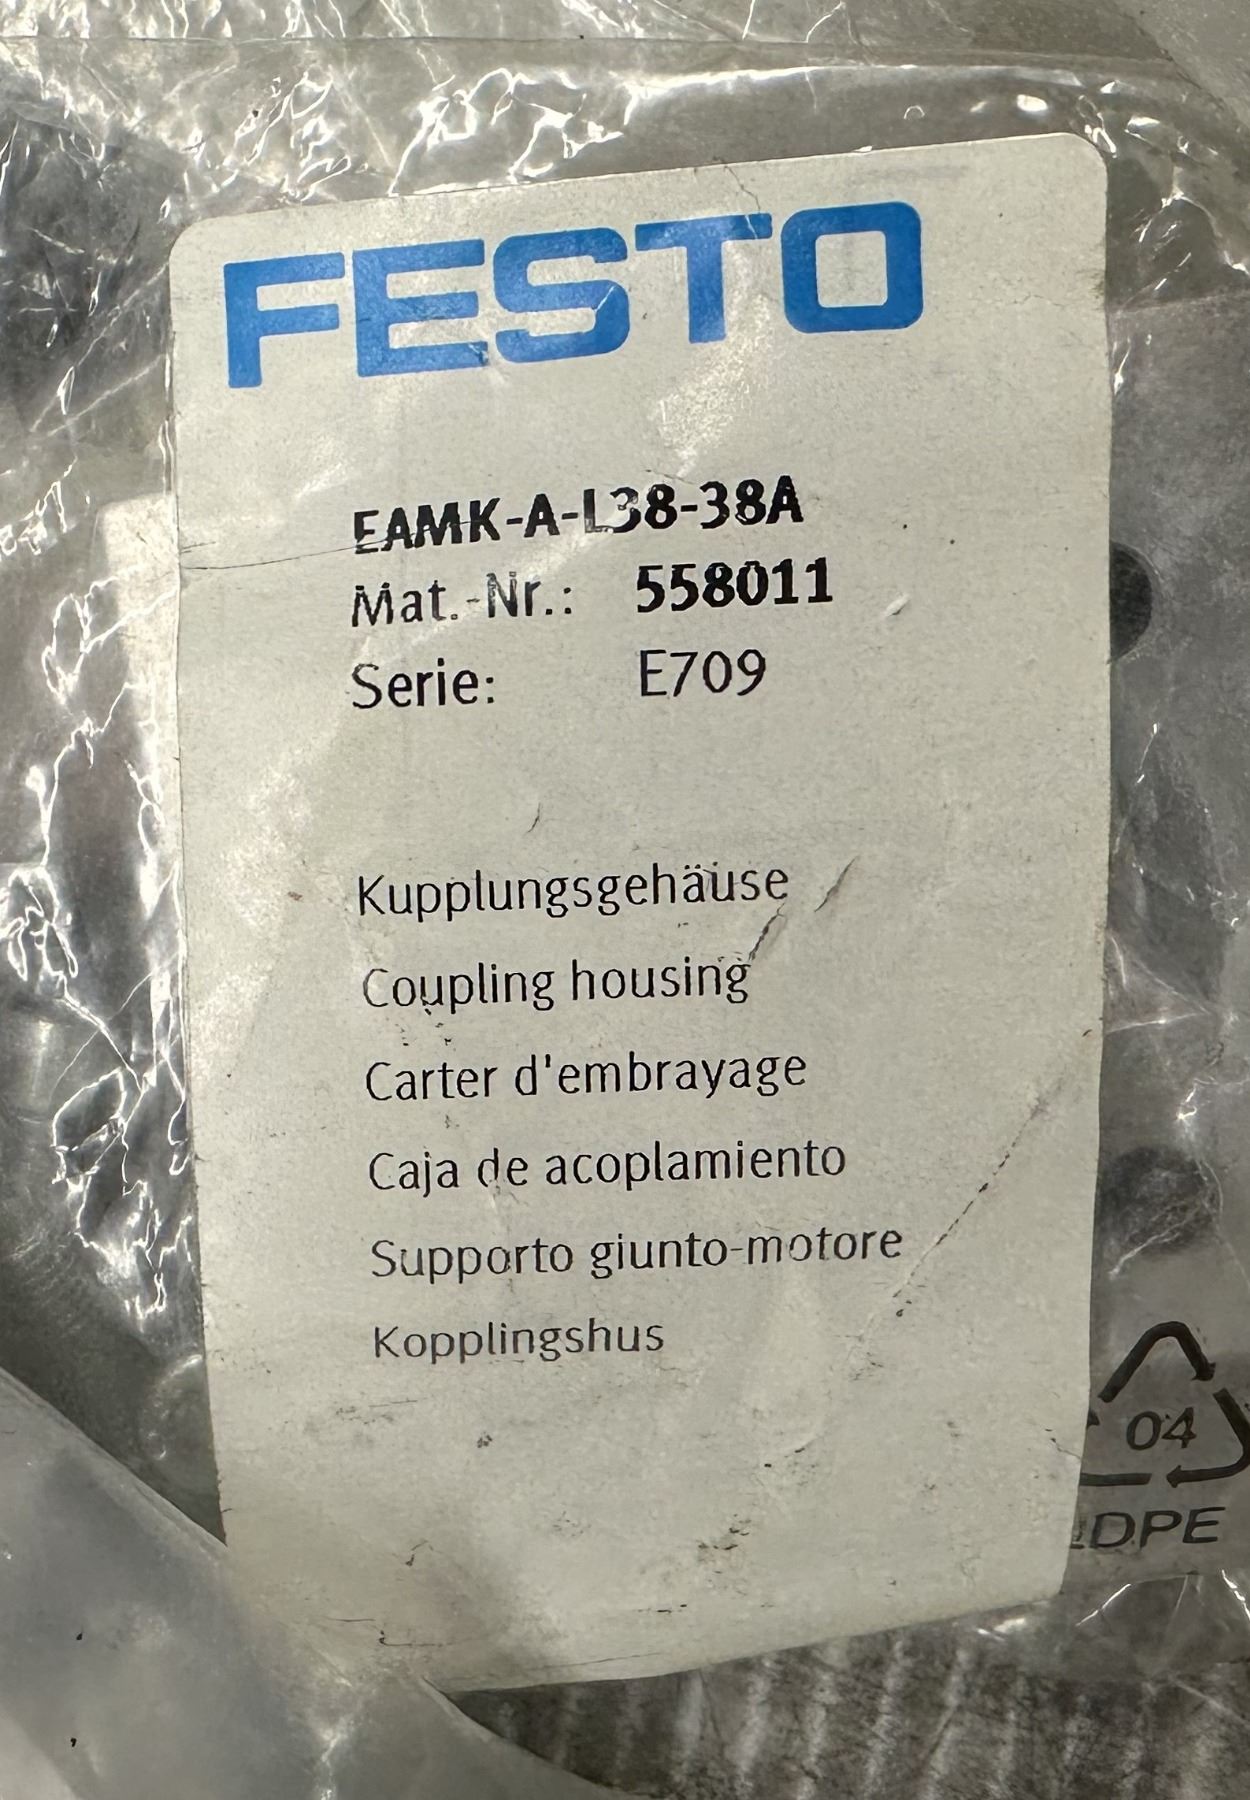 FESTO
EAMK-A-L38-38A
Mat.-Nr.: 558011
Serie: E709
Kupplungsgehäuse
Coupling housing
Carter d'embrayage
Caja de acoplamiento
Supporto giunto-motore
Kopplingshus
04
LDPE